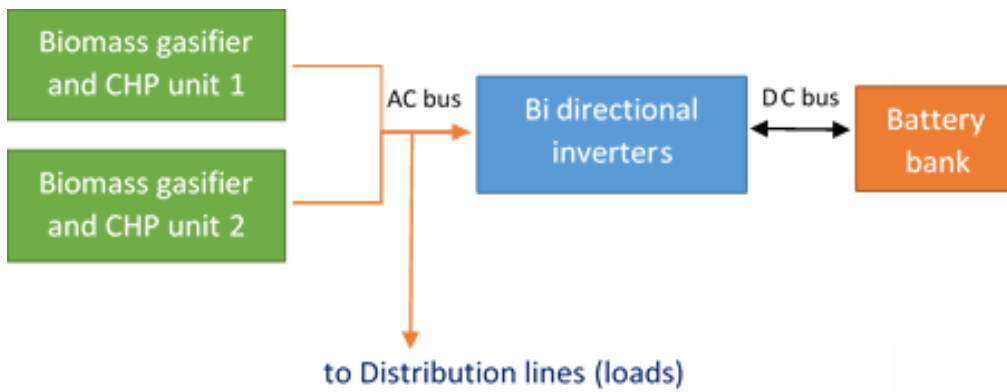 Biomass gasifier
and CHP unit 1
AC bus
Bi directional
inverters
DC bus
Battery
bank
Biomass gasifier
and CHP unit 2
to Distribution lines (loads)